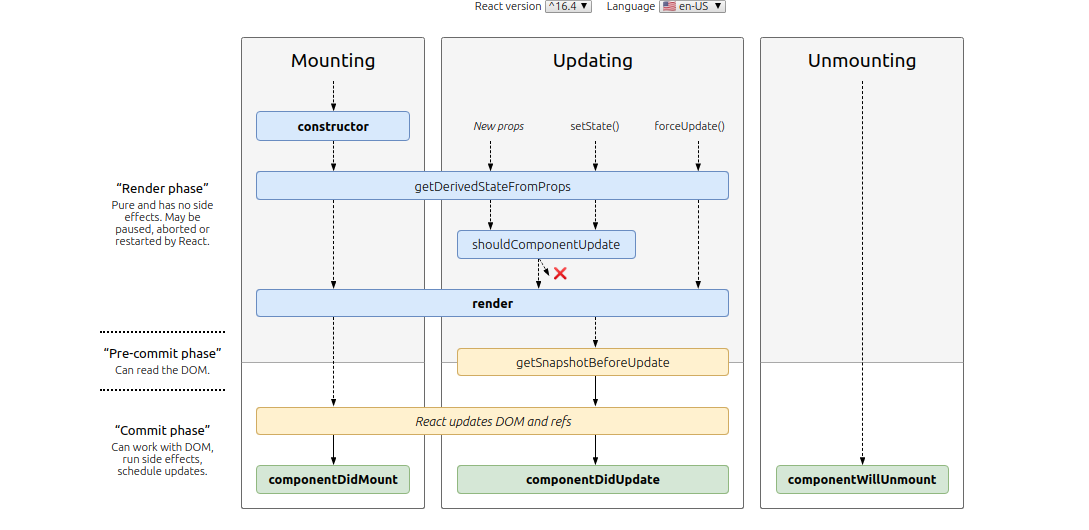 React version ^16.4 ▼ Language 🇺🇸 en-US ▼
Mounting
Updating
Unmounting
constructor
New props
setState()
forceUpdate()
getDerivedStateFromProps
“Render phase”
Pure and has no side
effects. May be
paused, aborted or
restarted by React.
shouldComponentUpdate
❌
render
“Pre-commit phase”
Can read the DOM.
getSnapshotBeforeUpdate
React updates DOM and refs
“Commit phase”
Can work with DOM,
run side effects,
schedule updates.
componentDidMount
componentDidUpdate
componentWillUnmount